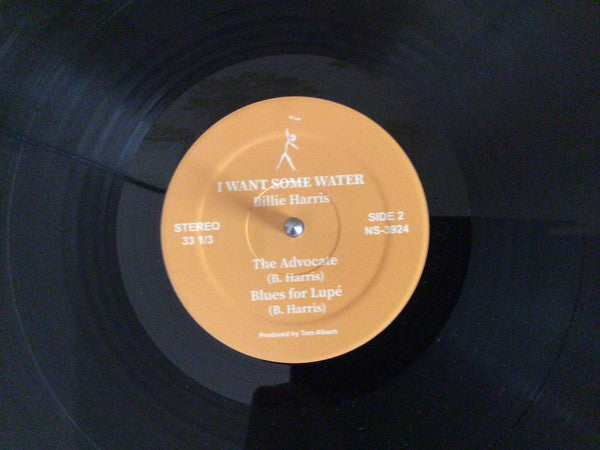 I WANT SOME WATER
Billie Harris
STEREO
33 1/3
SIDE 2
NS-3924
The Advocate
(B. Harris)
Blues for Lupé
(B. Harris)
Produced by Tom Albach